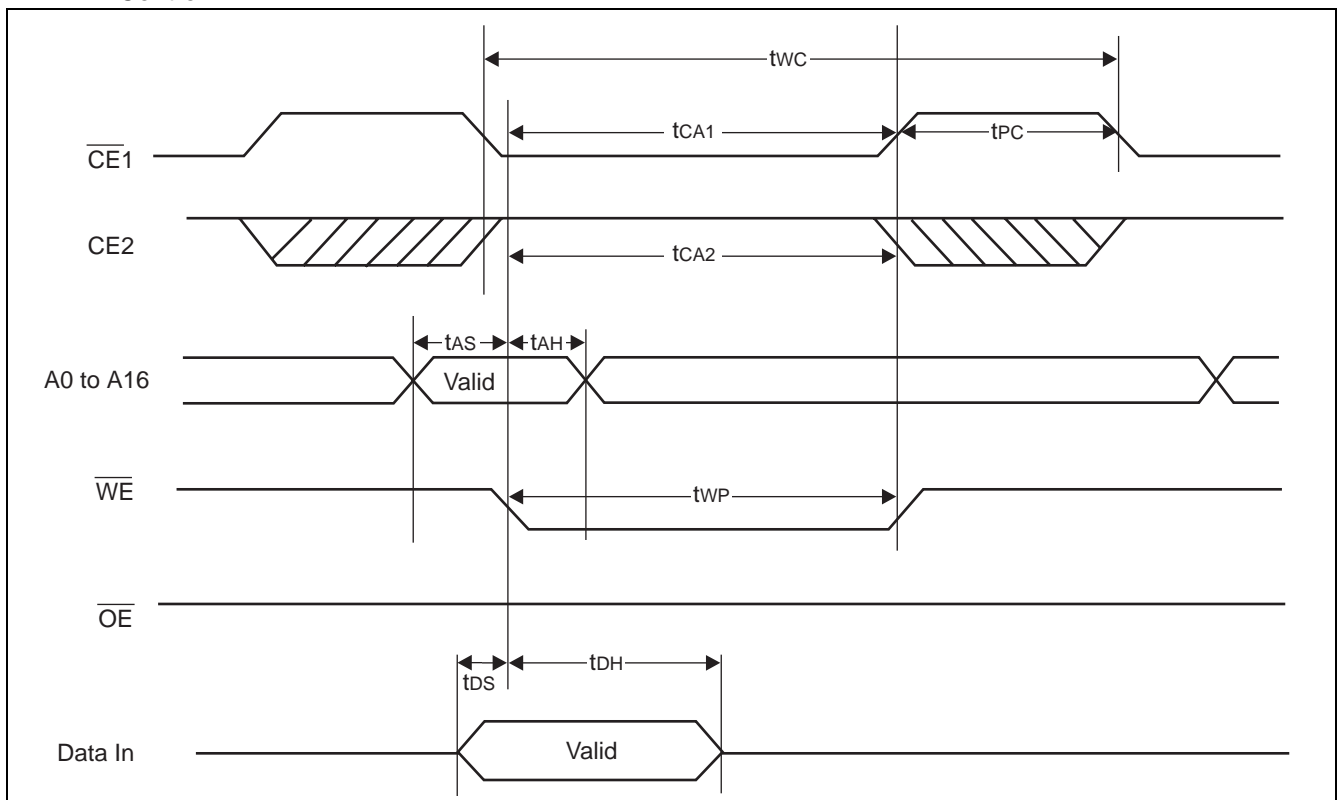 tWC
tCA1
tPC
CE1
CE2
tCA2
tAS
tAH
A0 to A16
Valid
WE
tWP
OE
tDS
tDH
Data In
Valid